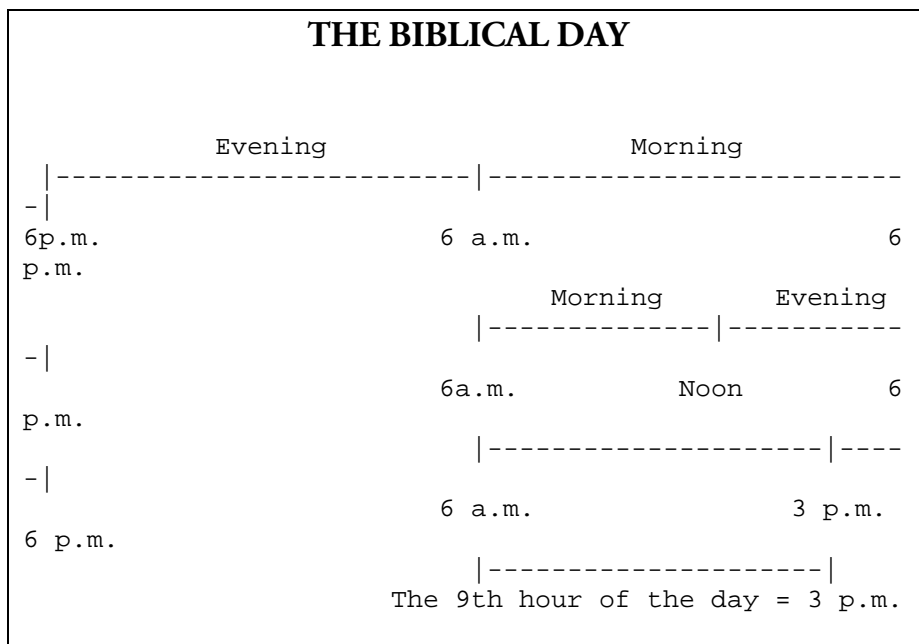 THE BIBLICAL DAY
Evening Morning
|--------------------------|--------------------------
-|
6p.m. 6 a.m. 6
p.m.
Morning Evening
|--------------|-----------
-|
6a.m. Noon 6
p.m.
|---------------------|----
-|
6 a.m. 3 p.m.
6 p.m.
|---------------------|
The 9th hour of the day = 3 p.m.